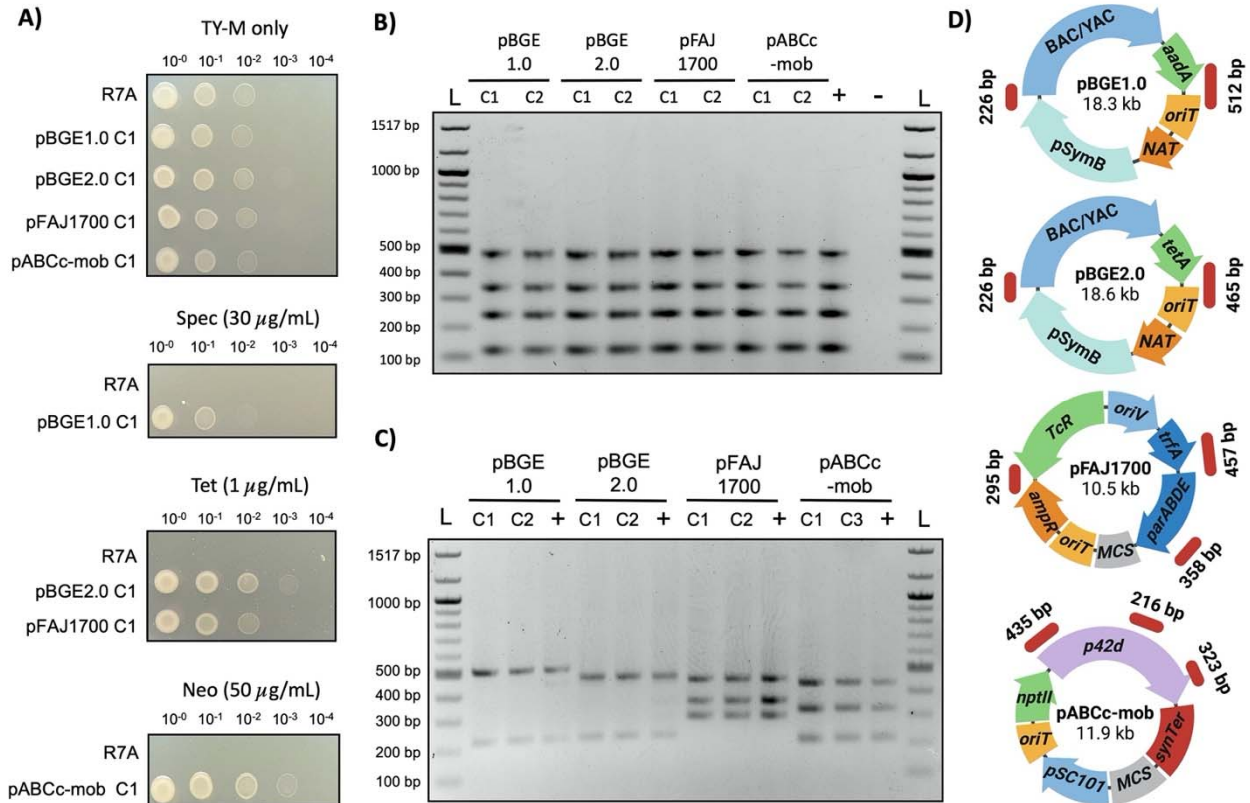 A)
TY-M only
10⁻⁰ 10⁻¹ 10⁻² 10⁻³ 10⁻⁴
R7A
pBGE1.0 C1
pBGE2.0 C1
pFAJ1700 C1
pABCc-mob C1
Spec (30 µg/mL)
10⁻⁰ 10⁻¹ 10⁻² 10⁻³ 10⁻⁴
R7A
pBGE1.0 C1
Tet (1 µg/mL)
10⁻⁰ 10⁻¹ 10⁻² 10⁻³ 10⁻⁴
R7A
pBGE2.0 C1
pFAJ1700 C1
Neo (50 µg/mL)
10⁻⁰ 10⁻¹ 10⁻² 10⁻³ 10⁻⁴
R7A
pABCc-mob C1
B)
pBGE pBGE pFAJ pABCc
1.0 2.0 1700 -mob
L C1 C2 C1 C2 C1 C2 C1 C2 + - L
1517 bp
1000 bp
500 bp
400 bp
300 bp
200 bp
100 bp
C)
pBGE pBGE pFAJ pABCc
1.0 2.0 1700 -mob
L C1 C2 + C1 C2 + C1 C2 + C1 C3 + L
1517 bp
1000 bp
500 bp
400 bp
300 bp
200 bp
100 bp
D)
BAC/YAC
aadA
226 bp
pBGE1.0
18.3 kb
512 bp
oriT
NAT
pSymB
BAC/YAC
tetA
226 bp
pBGE2.0
18.6 kb
465 bp
oriT
NAT
pSymB
TcR
oriV
trfA
457 bp
295 bp
pFAJ1700
10.5 kb
ampR
parABDE
oriT
MCS
358 bp
216 bp
435 bp
p42d
323 bp
nptII
pABCc-mob
11.9 kb
synTer
oriT
pSC101
MCS